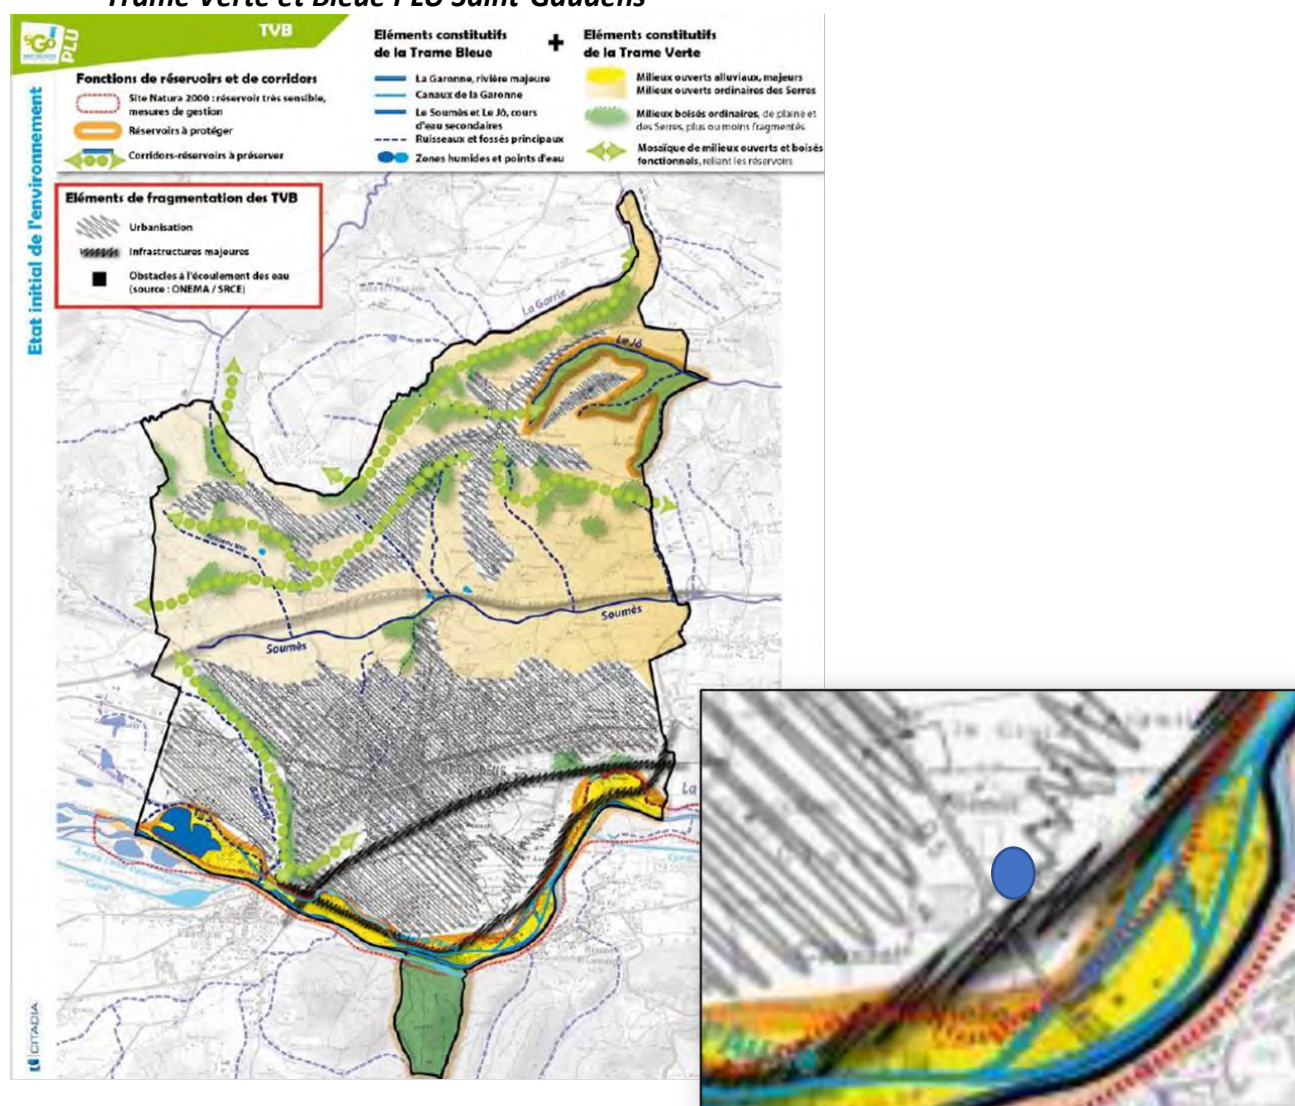 Trame Verte et Bleue PLU Saint-Gaudens
Go!
PLU
TVB
Etat initial de l'environnement
Fonctions de réservoirs et de corridors
Site Natura 2000 : réservoir très sensible,
mesures de gestion
Réservoirs à protéger
Corridors-réservoirs à préserver
Eléments constitutifs
de la Trame Bleue
La Garonne, rivière majeure
Canaux de la Garonne
Le Soumès et Le Jô, cours
d'eau secondaires
Ruisseaux et fossés principaux
Zones humides et points d'eau
+
Eléments constitutifs
de la Trame Verte
Milieux ouverts alluviaux, majeurs
Milieux ouverts ordinaires des Serres
Milieux boisés ordinaires, de plaine et
des Serres, plus ou moins fragmentés
Mosaïque de milieux ouverts et boisés
fonctionnels, reliant les réservoirs
Eléments de fragmentation des TVB
Urbanisation
Infrastructures majeures
Obstacles à l'écoulement des eau
(source : ONEMA / SRCE)
Le Jô
Soumès
Soumès
La
CITADIA